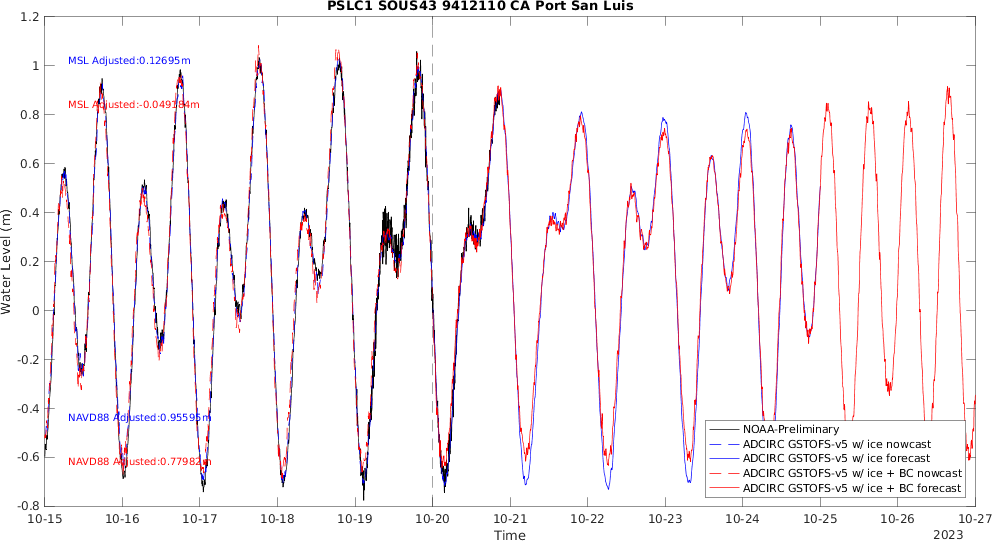 PSLC1 SOUS43 9412110 CA Port San Luis
1.2
1
0.8
0.6
0.4
0.2
0
-0.2
-0.4
-0.6
-0.8
Water Level (m)
MSL Adjusted:0.12695m
MSL Adjusted:-0.049184m
NAVD88 Adjusted:0.95595m
NAVD88 Adjusted:0.77982m
NOAA-Preliminary
ADCIRC GSTOFS-v5 w/ ice nowcast
ADCIRC GSTOFS-v5 w/ ice forecast
ADCIRC GSTOFS-v5 w/ ice + BC nowcast
ADCIRC GSTOFS-v5 w/ ice + BC forecast
10-15 10-16 10-17 10-18 10-19 10-20 10-21 10-22 10-23 10-24 10-25 10-26 10-27
Time
2023